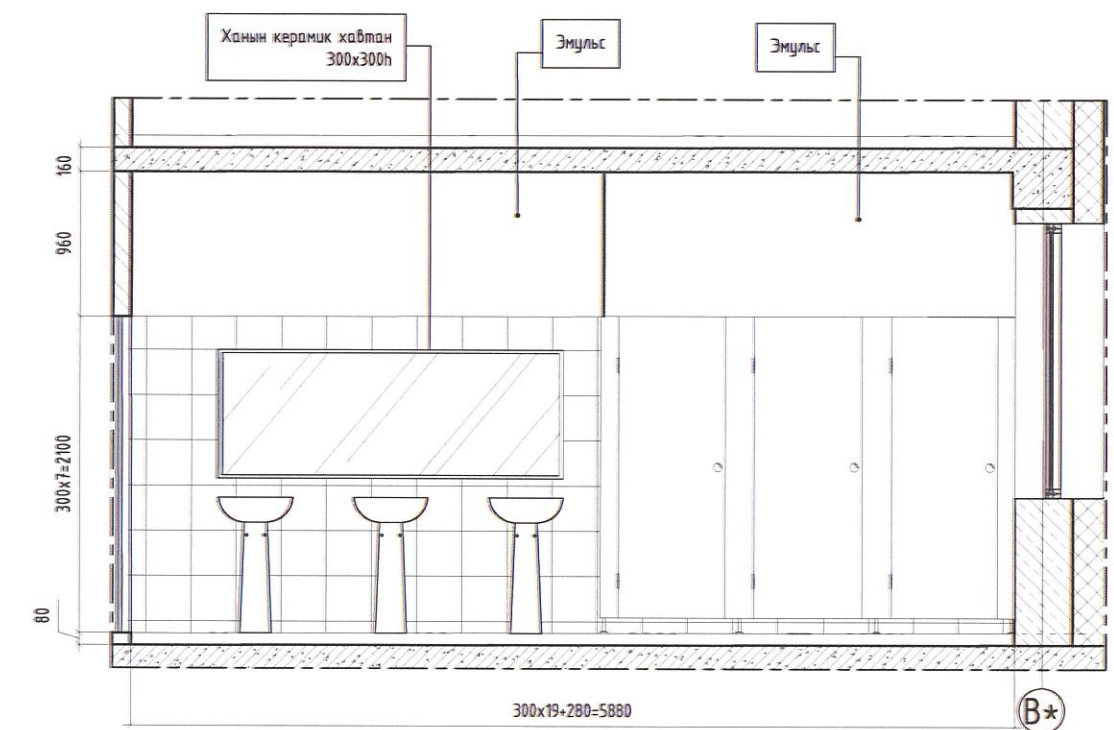 Ханын керамик хавтан
300x300h
Эмульс
Эмульс
160
960
300x7=2100
80
300x19+280=5880
B*